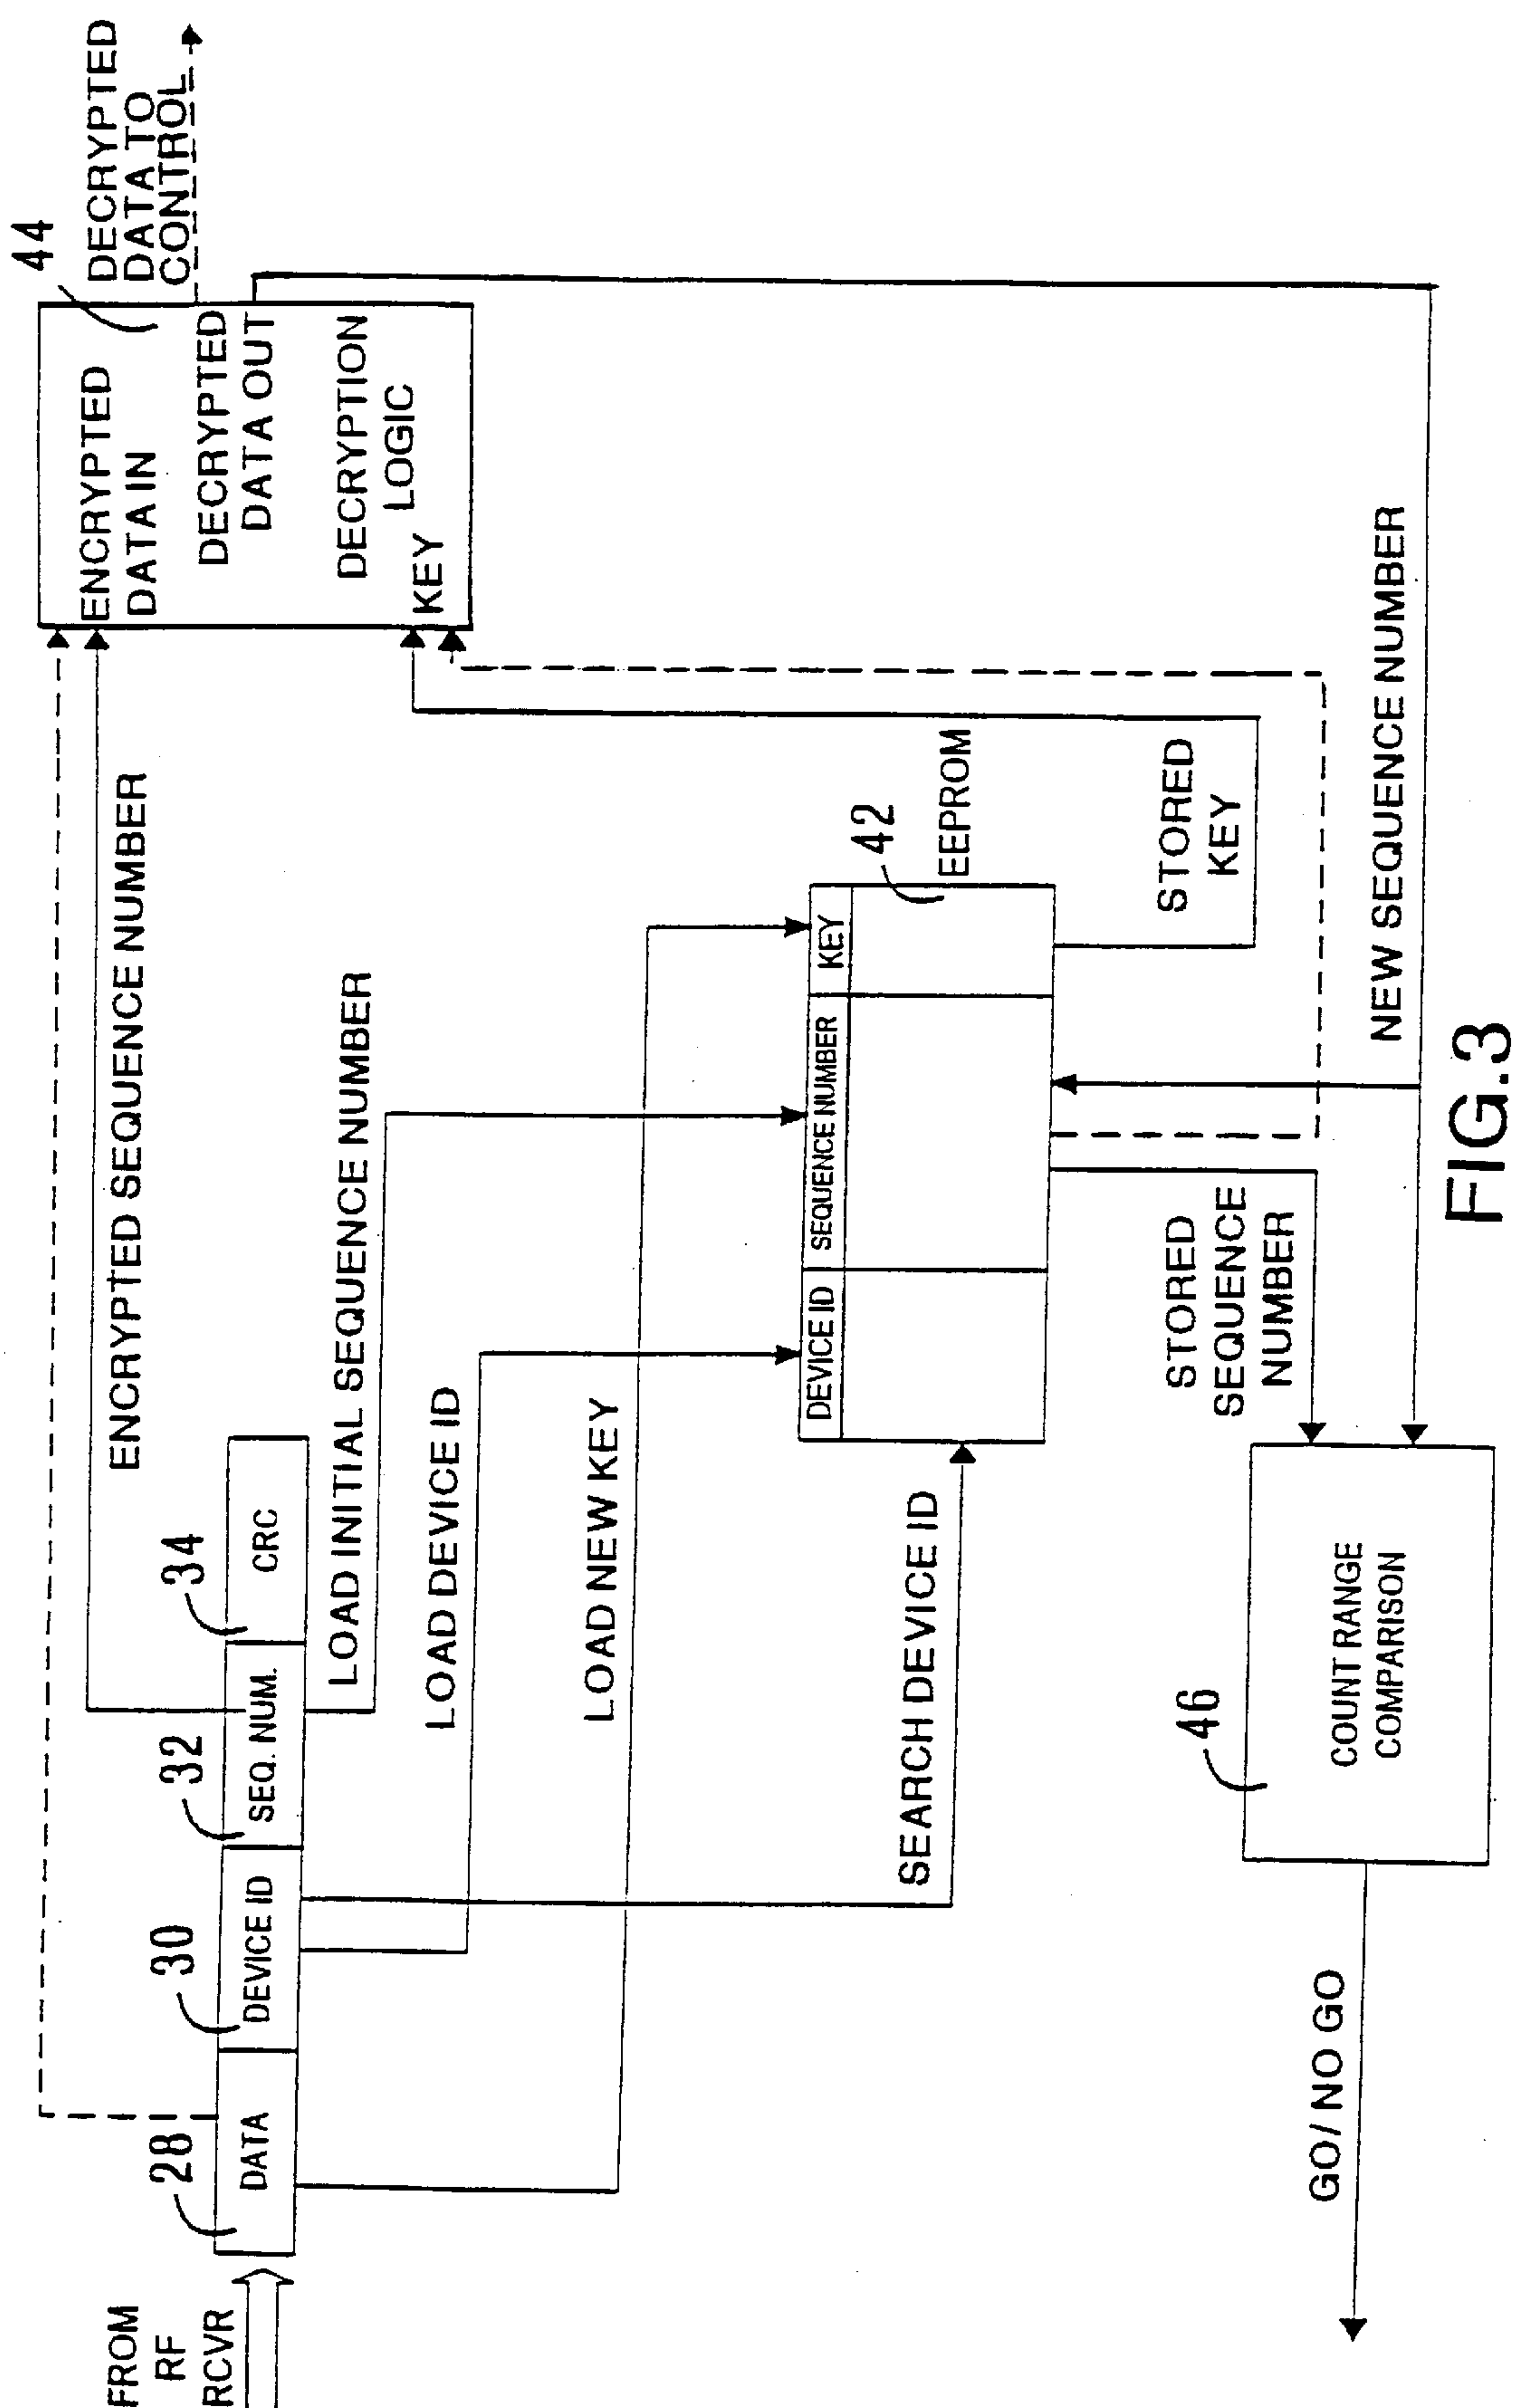 FROM
RF
RCVR
28
DATA
30
DEVICE ID
32
SEQ. NUM.
34
CRC
ENCRYPTED SEQUENCE NUMBER
LOAD INITIAL SEQUENCE NUMBER
LOAD DEVICE ID
LOAD NEW KEY
SEARCH DEVICE ID
DEVICE ID
SEQUENCE NUMBER
KEY
42
EEPROM
STORED
KEY
STORED
SEQUENCE
NUMBER
44
ENCRYPTED
DATA IN
DECRYPTED
DATA OUT
DECRYPTION
LOGIC
KEY
DECRYPTED
DATA TO
CONTROL
NEW SEQUENCE NUMBER
46
COUNT RANGE
COMPARISON
GO/ NO GO
FIG.3